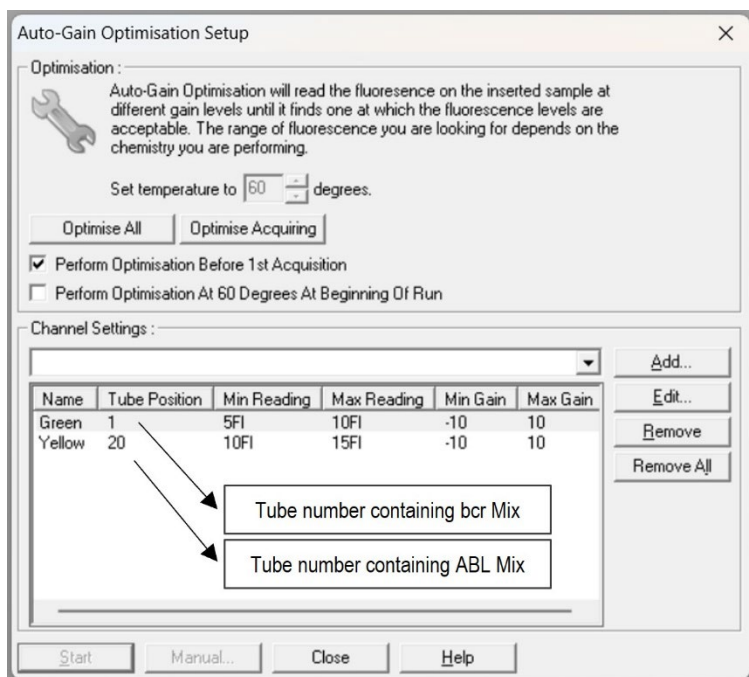 Auto-Gain Optimisation Setup
Optimisation :
Auto-Gain Optimisation will read the fluoresence on the inserted sample at
different gain levels until it finds one at which the fluorescence levels are
acceptable. The range of fluorescence you are looking for depends on the
chemistry you are performing.
Set temperature to 60 degrees.
Optimise All Optimise Acquiring
Perform Optimisation Before 1st Acquisition
Perform Optimisation At 60 Degrees At Beginning Of Run
Channel Settings :
Add...
Name Tube Position Min Reading Max Reading Min Gain Max Gain
Edit...
Green 1 5Fl 10Fl -10 10
Yellow 20 10Fl 15Fl -10 10
Remove
Remove All
Tube number containing bcr Mix
Tube number containing ABL Mix
Start Manual... Close Help